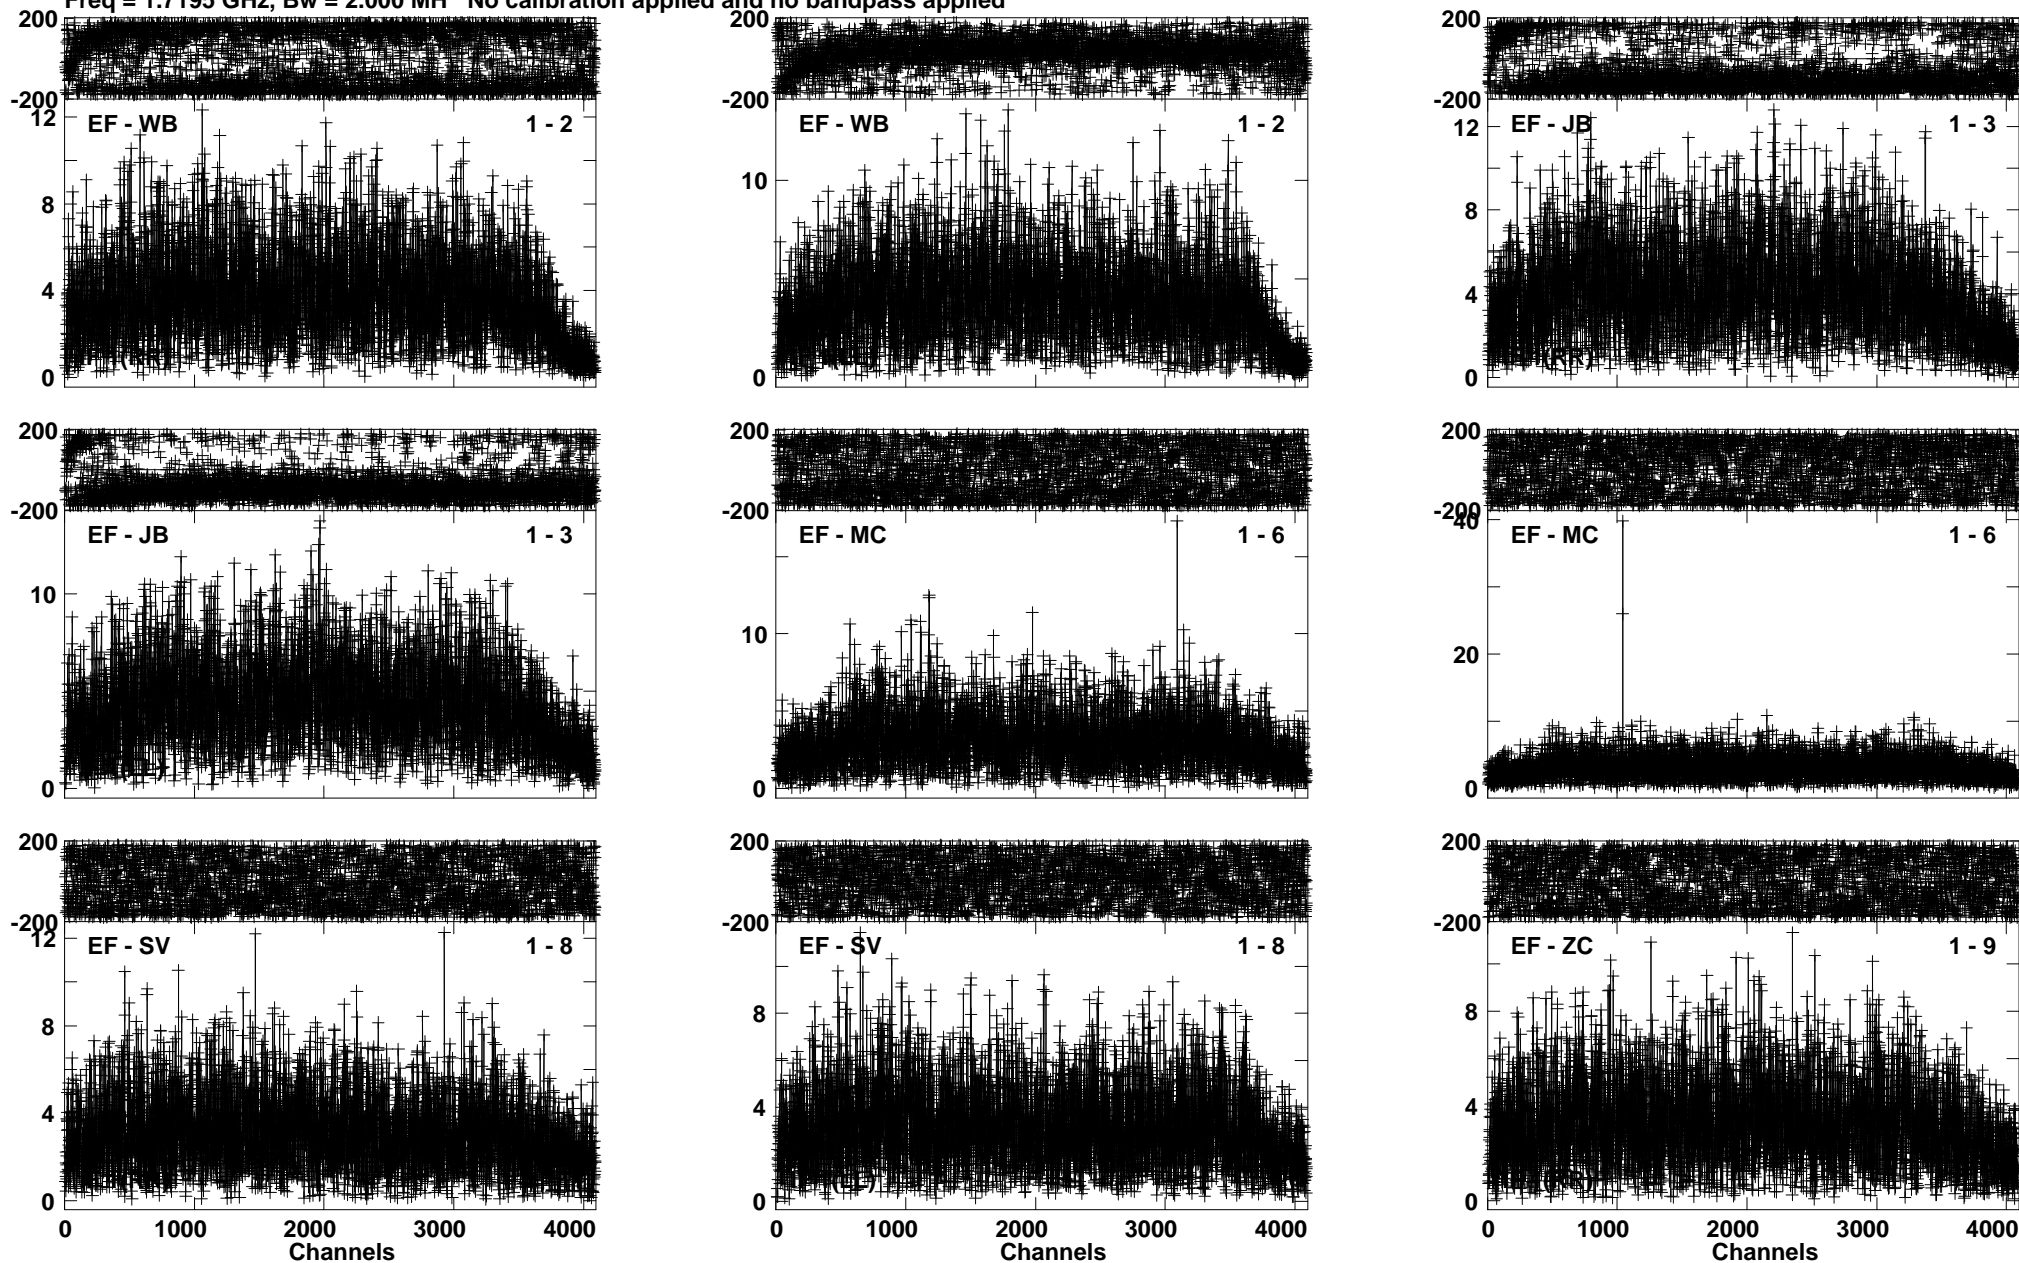 Freq = 1.7195 GHz, Bw = 2.000 MH No calibration applied and no bandpass applied
200
-200
12
8
4
0
EF - WB
1 - 2
200
-200
10
0
EF - WB
1 - 2
200
-200
12
8
4
0
EF - JB
1 - 3
(RR)
200
-200
10
0
EF - JB
1 - 3
200
-200
10
0
EF - MC
1 - 6
200
-200
40
20
0
EF - MC
1 - 6
200
-200
12
8
4
0
EF - SV
1 - 8
0 1000 2000 3000 4000
Channels
200
-200
8
4
0
EF - SV
1 - 8
(LL)
0 1000 2000 3000 4000
200
-200
8
4
0
EF - ZC
1 - 9
(RR)
0 1000 2000 3000 4000
Channels